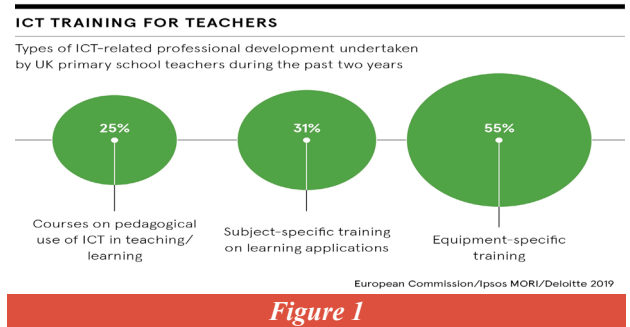 ICT TRAINING FOR TEACHERS
Types of ICT-related professional development undertaken
by UK primary school teachers during the past two years
25%
31%
55%
Courses on pedagogical
use of ICT in teaching/
learning
Subject-specific training
on learning applications
Equipment-specific
training
European Commission/Ipsos MORI/Deloitte 2019
Figure 1